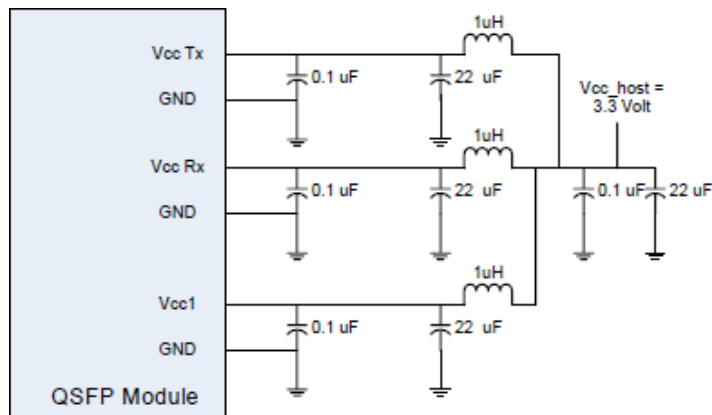 1uH
Vcc Tx
0.1 uF
22 uF
GND
Vcc_host =
3.3 Volt
1uH
Vcc Rx
0.1 uF
22 uF
0.1 uF
22 uF
GND
1uH
Vcc1
0.1 uF
22 uF
GND
QSFP Module